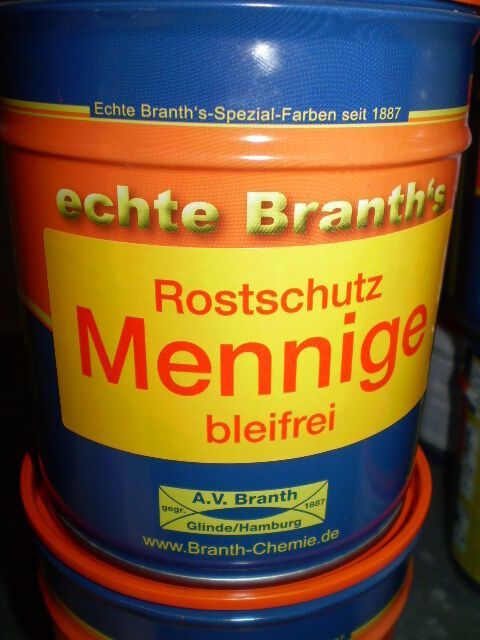 Echte Branth's-Spezial-Farben seit 1887
echte Branth's
Rostschutz
Mennige
bleifrei
A.V. Branth
gegr. 1887
Glinde/Hamburg
www.Branth-Chemie.de